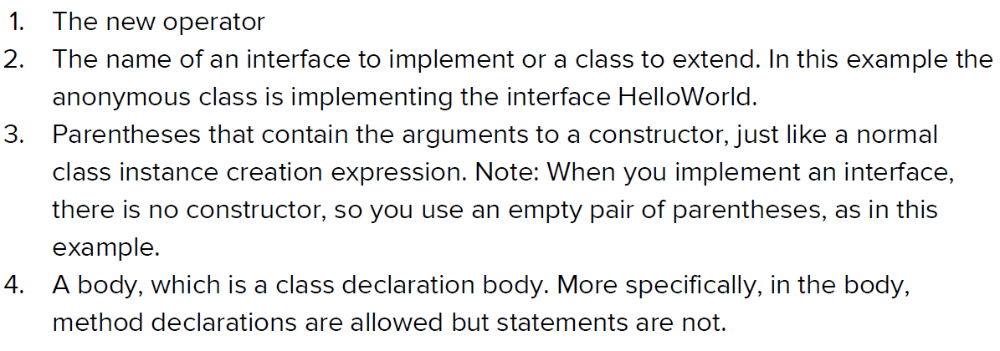 1. The new operator
2. The name of an interface to implement or a class to extend. In this example the
anonymous class is implementing the interface HelloWorld.
3. Parentheses that contain the arguments to a constructor, just like a normal
class instance creation expression. Note: When you implement an interface,
there is no constructor, so you use an empty pair of parentheses, as in this
example.
4. A body, which is a class declaration body. More specifically, in the body,
method declarations are allowed but statements are not.